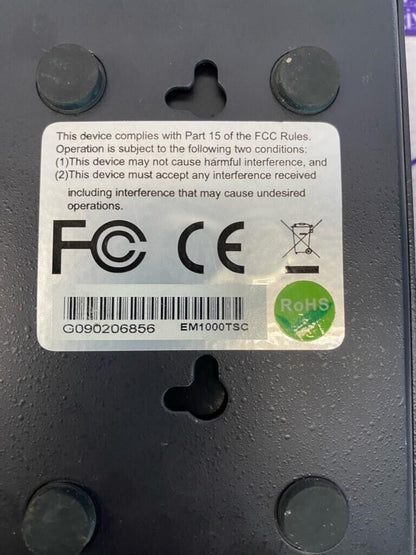 This device complies with Part 15 of the FCC Rules.
Operation is subject to the following two conditions:
(1)This device may not cause harmful interference, and
(2)This device must accept any interference received
including interference that may cause undesired
operations.
FC CE
RoHS
G090206856 EM1000TSC